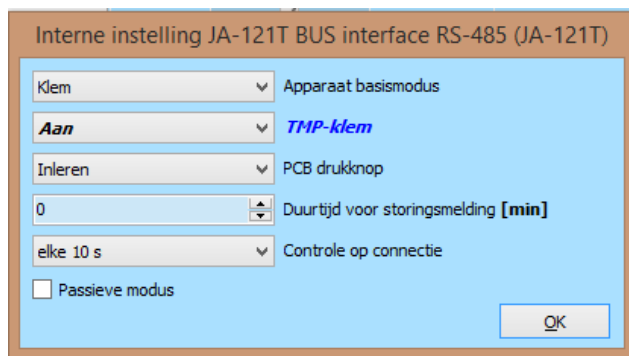 Interne instelling JA-121T BUS interface RS-485 (JA-121T)
Klem Apparaat basismodus
Aan TMP-klem
Inleren PCB drukknop
0 Duurtijd voor storingsmelding [min]
elke 10 s Controle op connectie
Passieve modus
OK